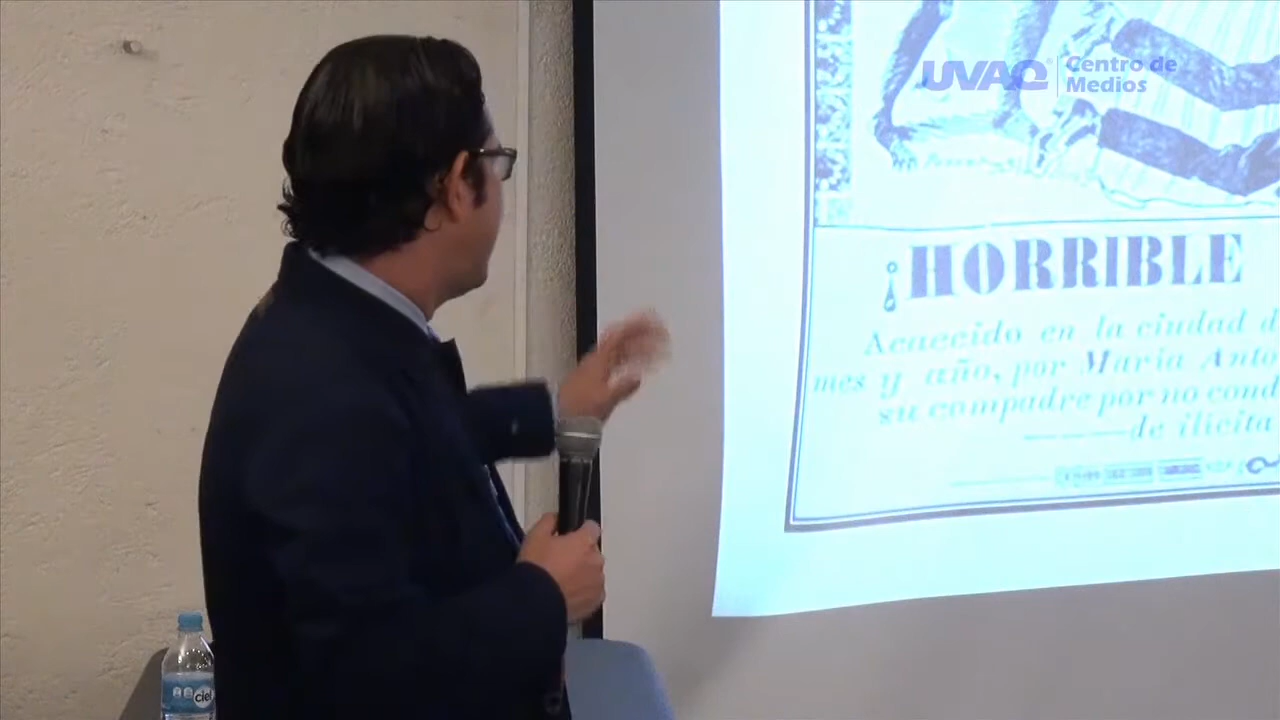 UVAQ Centro de
Medios
¡HORRIBLE
Acaecido en la ciudad d
mes y año, por María Anto
su compadre por no cond
de ilícita
ciel